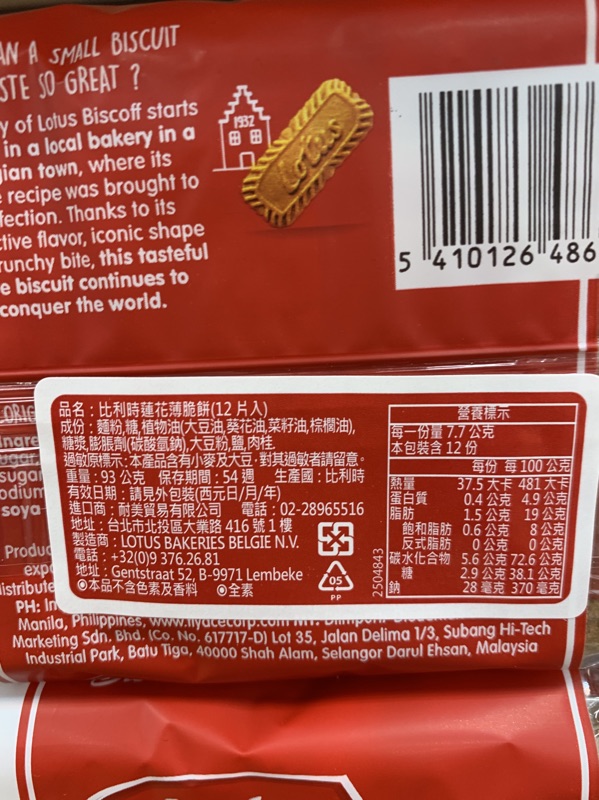 AN A SMALL BISCUIT
STE SO GREAT ?
y of Lotus Biscoff starts
in a local bakery in a
gian town, where its
recipe was brought to
fection. Thanks to its
ctive flavor, iconic shape
runchy bite, this tasteful
e biscuit continues to
conquer the world.
1932
Lotus
5 410126 486
ORIG
Ingre
sugar
sugar
odium
soya
Produc
expo
istribute
PH: In
品名：比利時蓮花薄脆餅(12 片入)
成份：麵粉,糖,植物油(大豆油,葵花油,菜籽油,棕櫚油),
糖漿,膨脹劑(碳酸氫鈉),大豆粉,鹽,肉桂.
過敏原標示：本產品含有小麥及大豆，對其過敏者請留意。
重量：93 公克 保存期間：54 週 生產國：比利時
有效日期：請見外包裝(西元日/月/年)
進口商：耐美貿易有限公司 電話：02-28965516
地址：台北市北投區大業路 416 號 1 樓
製造商：LOTUS BAKERIES BELGIE N.V.
電話：+32(0)9 376.26.81
地址：Gentstraat 52, B-9971 Lembeke
◎本品不含色素及香料 ◎全素
05
PP
2504843
營養標示
每一份量 7.7 公克
本包裝含 12 份
每份 每 100 公克
熱量 37.5 大卡 481 大卡
蛋白質 0.4 公克 4.9 公克
脂肪 1.5 公克 19 公克
飽和脂肪 0.6 公克 8 公克
反式脂肪 0 公克 0 公克
碳水化合物 5.6 公克 72.6 公克
糖 2.9 公克 38.1 公克
鈉 28 毫克 370 毫克
Manila, Philippines,
Marketing Sdn. Bhd. (Co. No. 617717-D) Lot 35, Jalan Delima 1/3, Subang Hi-Tech
Industrial Park, Batu Tiga, 40000 Shah Alam, Selangor Darul Ehsan, Malaysia